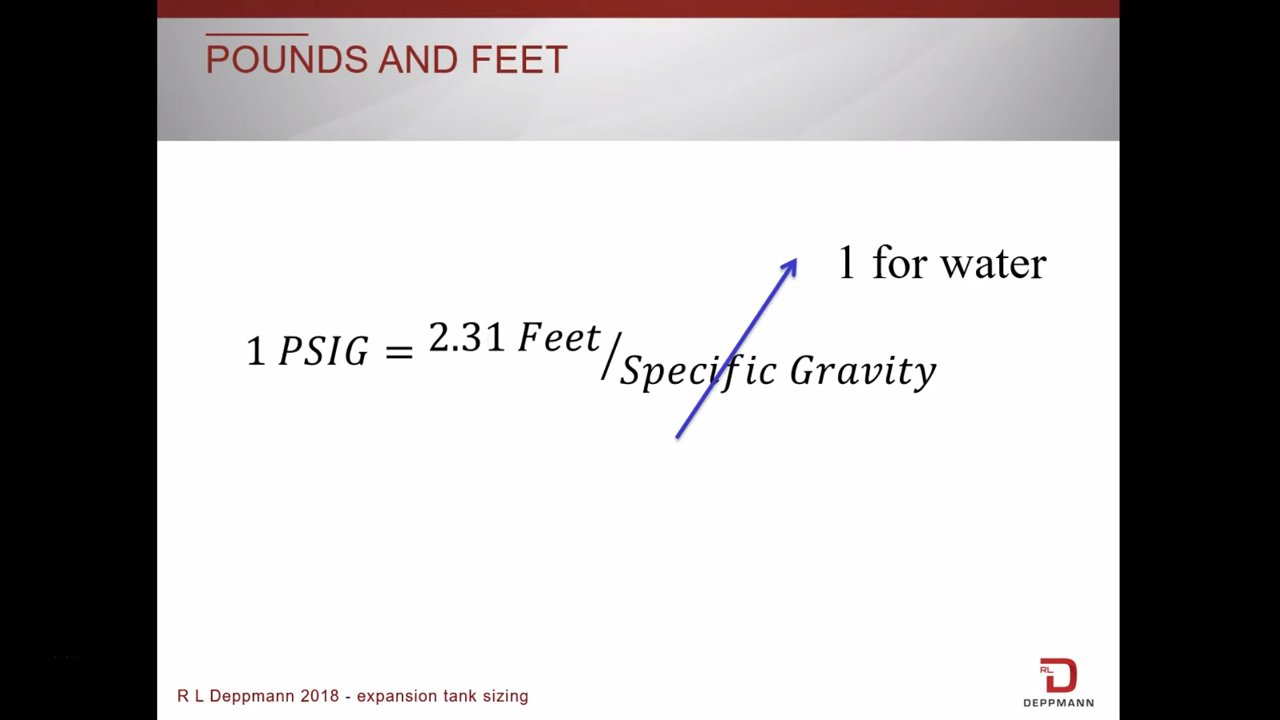 POUNDS AND FEET
1 for water
1 PSIG = 2.31 Feet/Specific Gravity
R L Deppmann 2018 - expansion tank sizing
RL
DEPPMANN